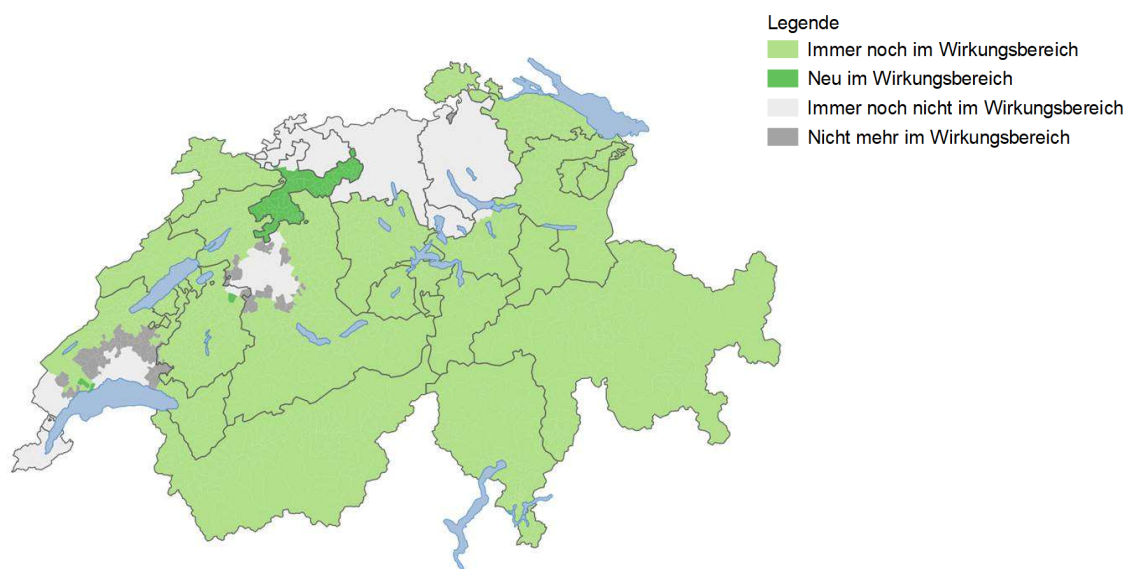 Legende
Immer noch im Wirkungsbereich
Neu im Wirkungsbereich
Immer noch nicht im Wirkungsbereich
Nicht mehr im Wirkungsbereich